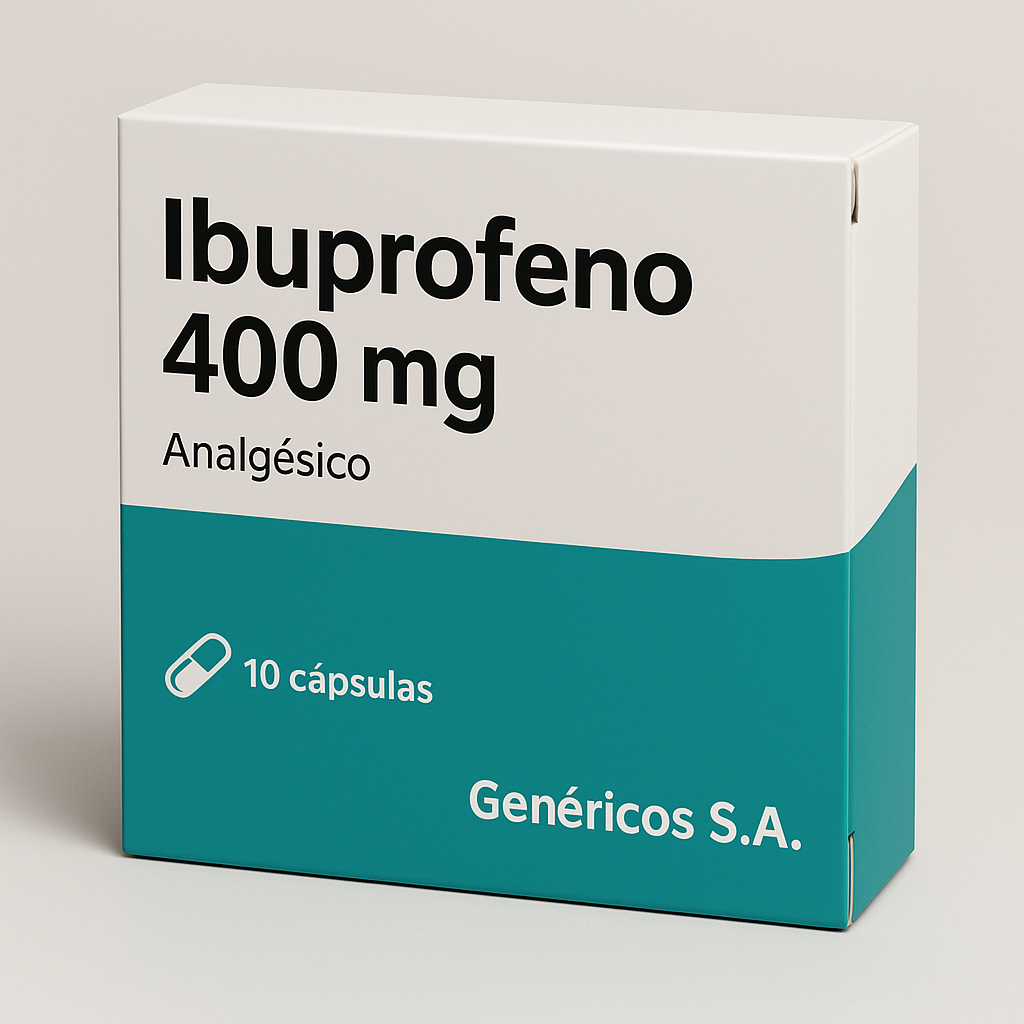 Ibuprofeno
400 mg
Analgésico
10 cápsulas
Genéricos S.A.